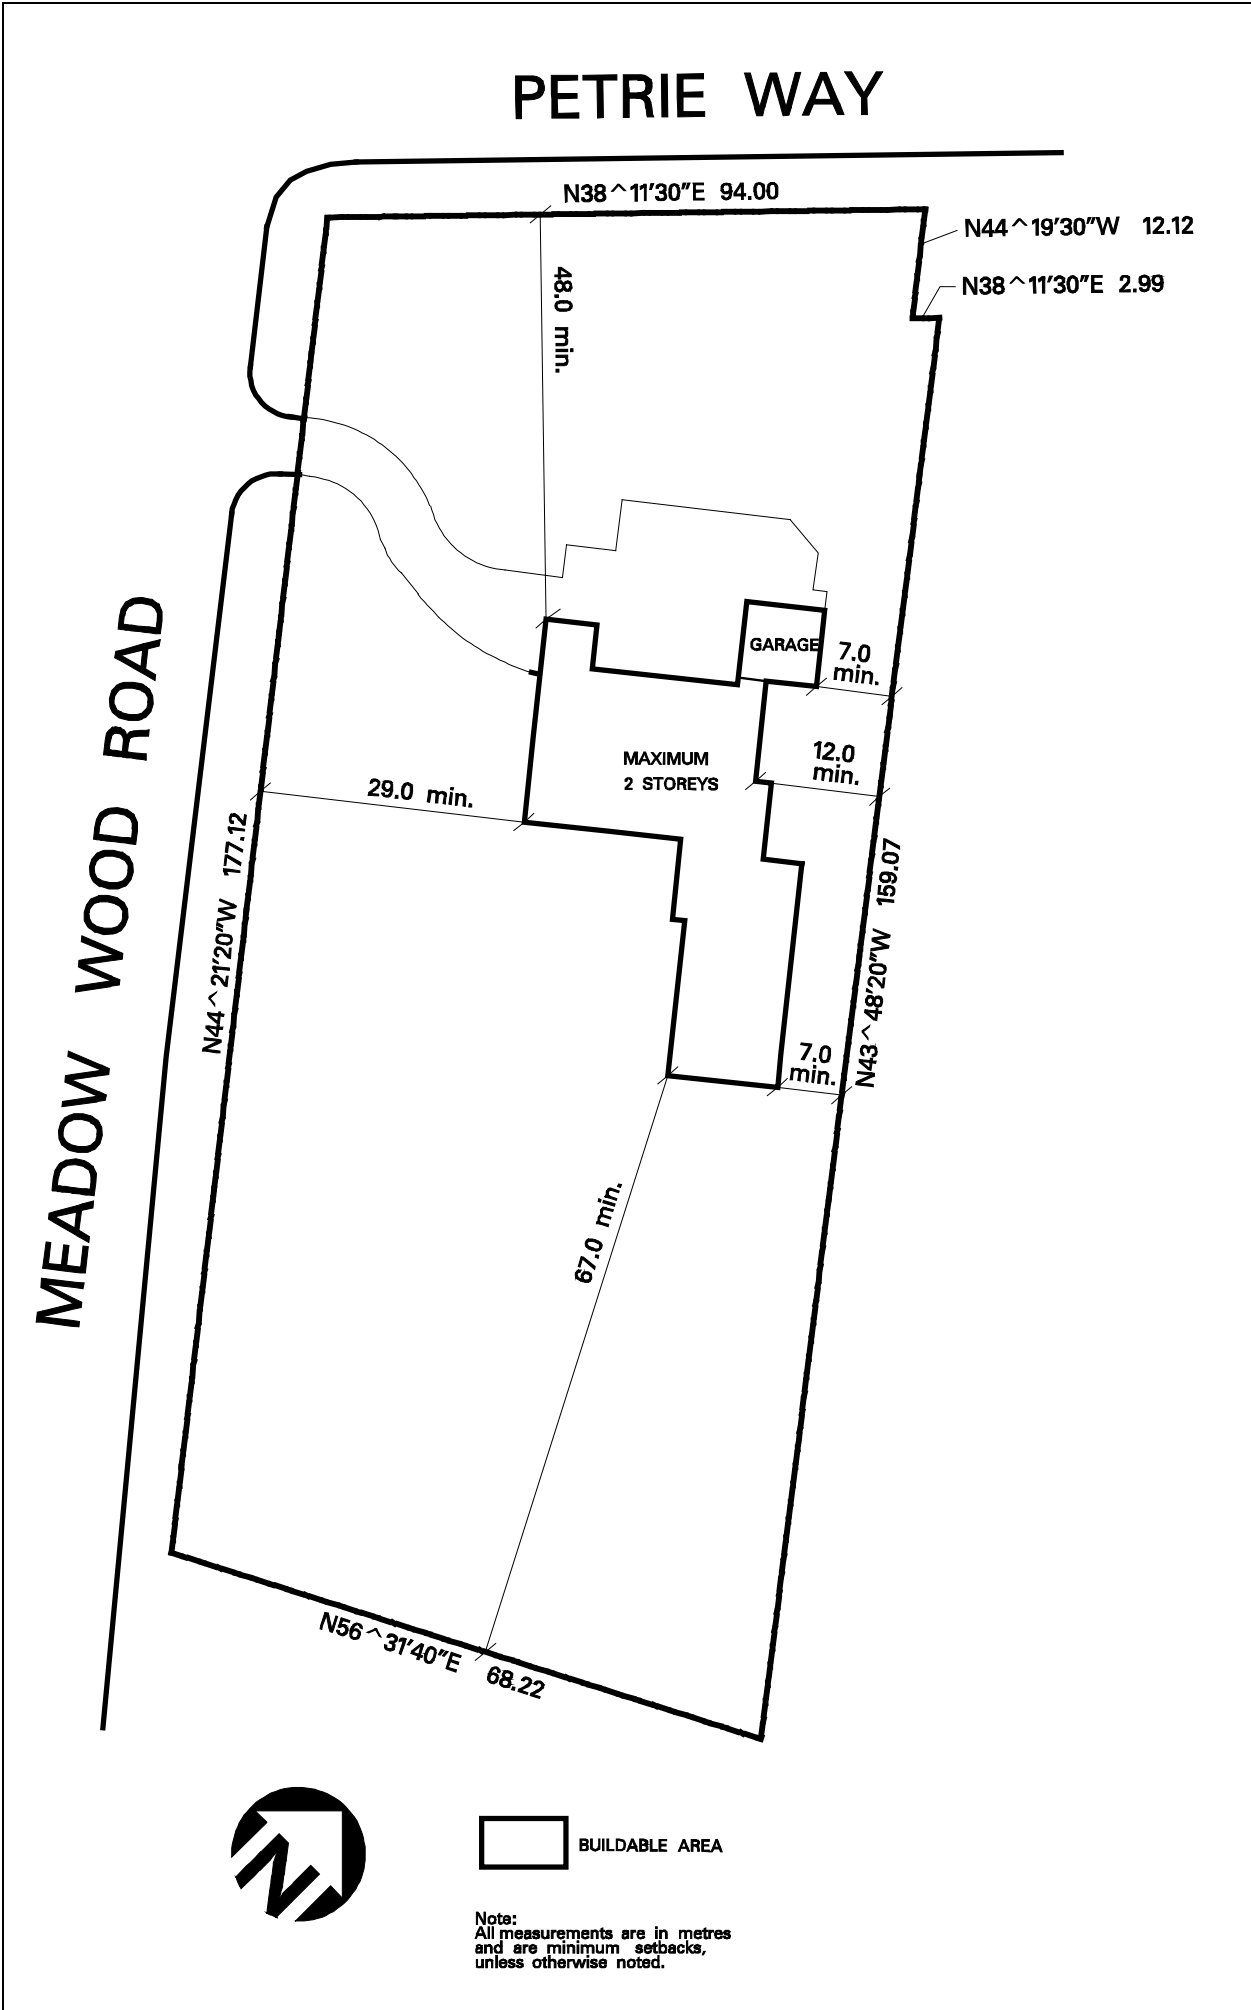 PETRIE WAY
N38^11'30"E 94.00
N44^19'30"W 12.12
N38^11'30"E 2.99
48.0 min.
MEADOW WOOD ROAD
GARAGE
7.0
min.
MAXIMUM
2 STOREYS
12.0
min.
29.0 min.
N44^21'20"W 177.12
N43^48'20"W 159.07
7.0
min.
67.0 min.
N56^31'40"E 68.22
N
BUILDABLE AREA
Note:
All measurements are in metres
and are minimum setbacks,
unless otherwise noted.